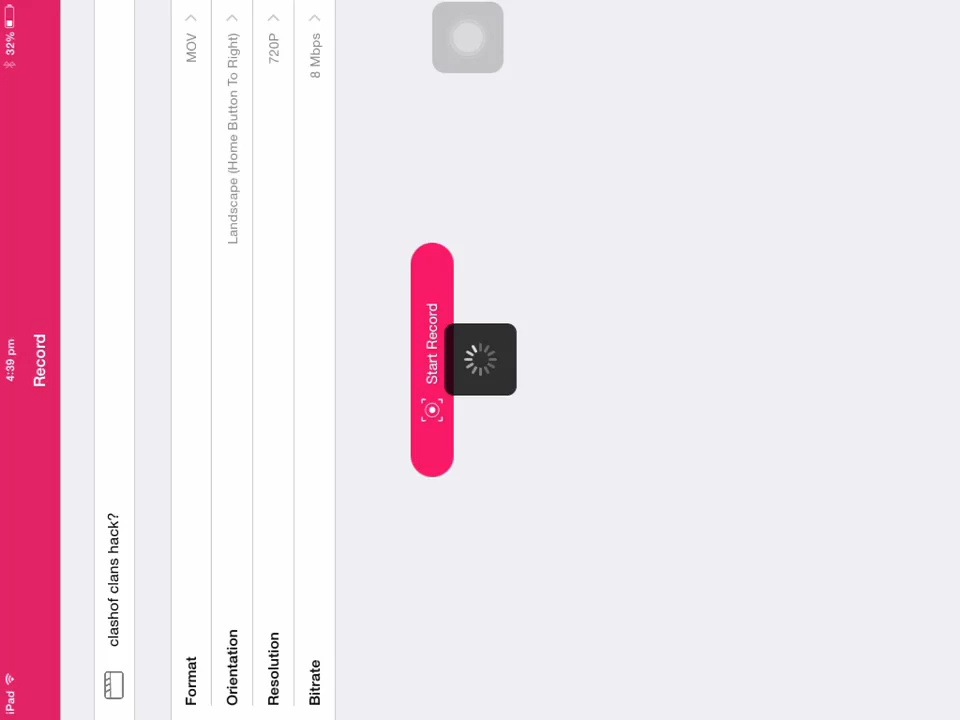 iPad 4:39 pm 32%
Record
clashof clans hack?
Format MOV
Orientation Landscape (Home Button To Right)
Resolution 720P
Bitrate 8 Mbps
Start Record